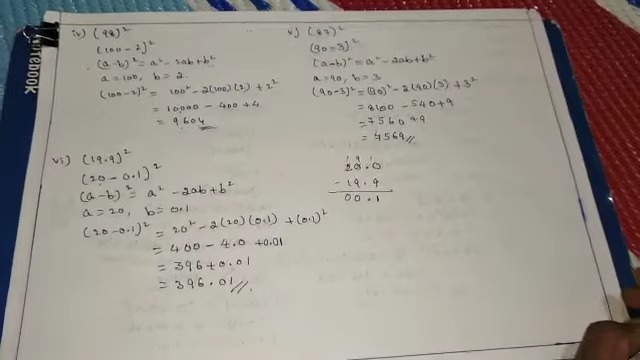 NOTEBOOK
iv) (98)²
(100-2)²
(a-b)² = a² - 2ab+b²
a=100, b=2
(100-2)² = 100² - 2(100)(2) + 2²
= 10,000 - 400 + 4
= 9604
v) (87)²
(90-3)²
(a-b)² = a² - 2ab+b²
a=90, b=3
(90-3)² = (90)² - 2(90)(3) + 3²
= 8100 - 540+9
= 7560+9
= 7569//
vi) (19.9)²
(20-0.1)²
(a-b)² = a² - 2ab+b²
a=20, b=0.1
(20-0.1)² = 20² - 2(20)(0.1) + (0.1)²
= 400 - 4.0 + 0.01
= 396+0.01
= 396.01//
20.0
- 19.9
00.1